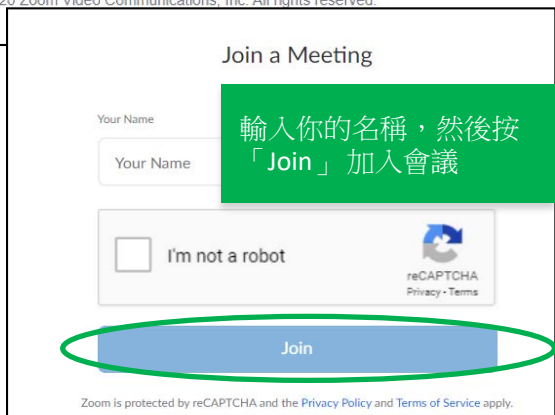 20 Zoom Video Communications, Inc. All rights reserved.
Join a Meeting
Your Name
Your Name
輸入你的名稱，然後按
「Join」 加入會議
I'm not a robot
reCAPTCHA
Privacy - Terms
Join
Zoom is protected by reCAPTCHA and the Privacy Policy and Terms of Service apply.